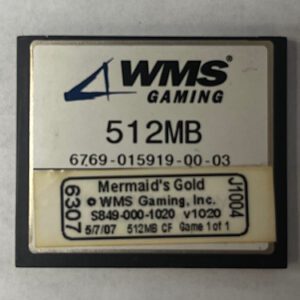 WMS®
GAMING
512MB
6769-015919-00-03
6307
Mermaid's Gold
© WMS Gaming, Inc.
S849-000-1020 v1020
5/7/07 512MB CF Game 1 of 1
J1004